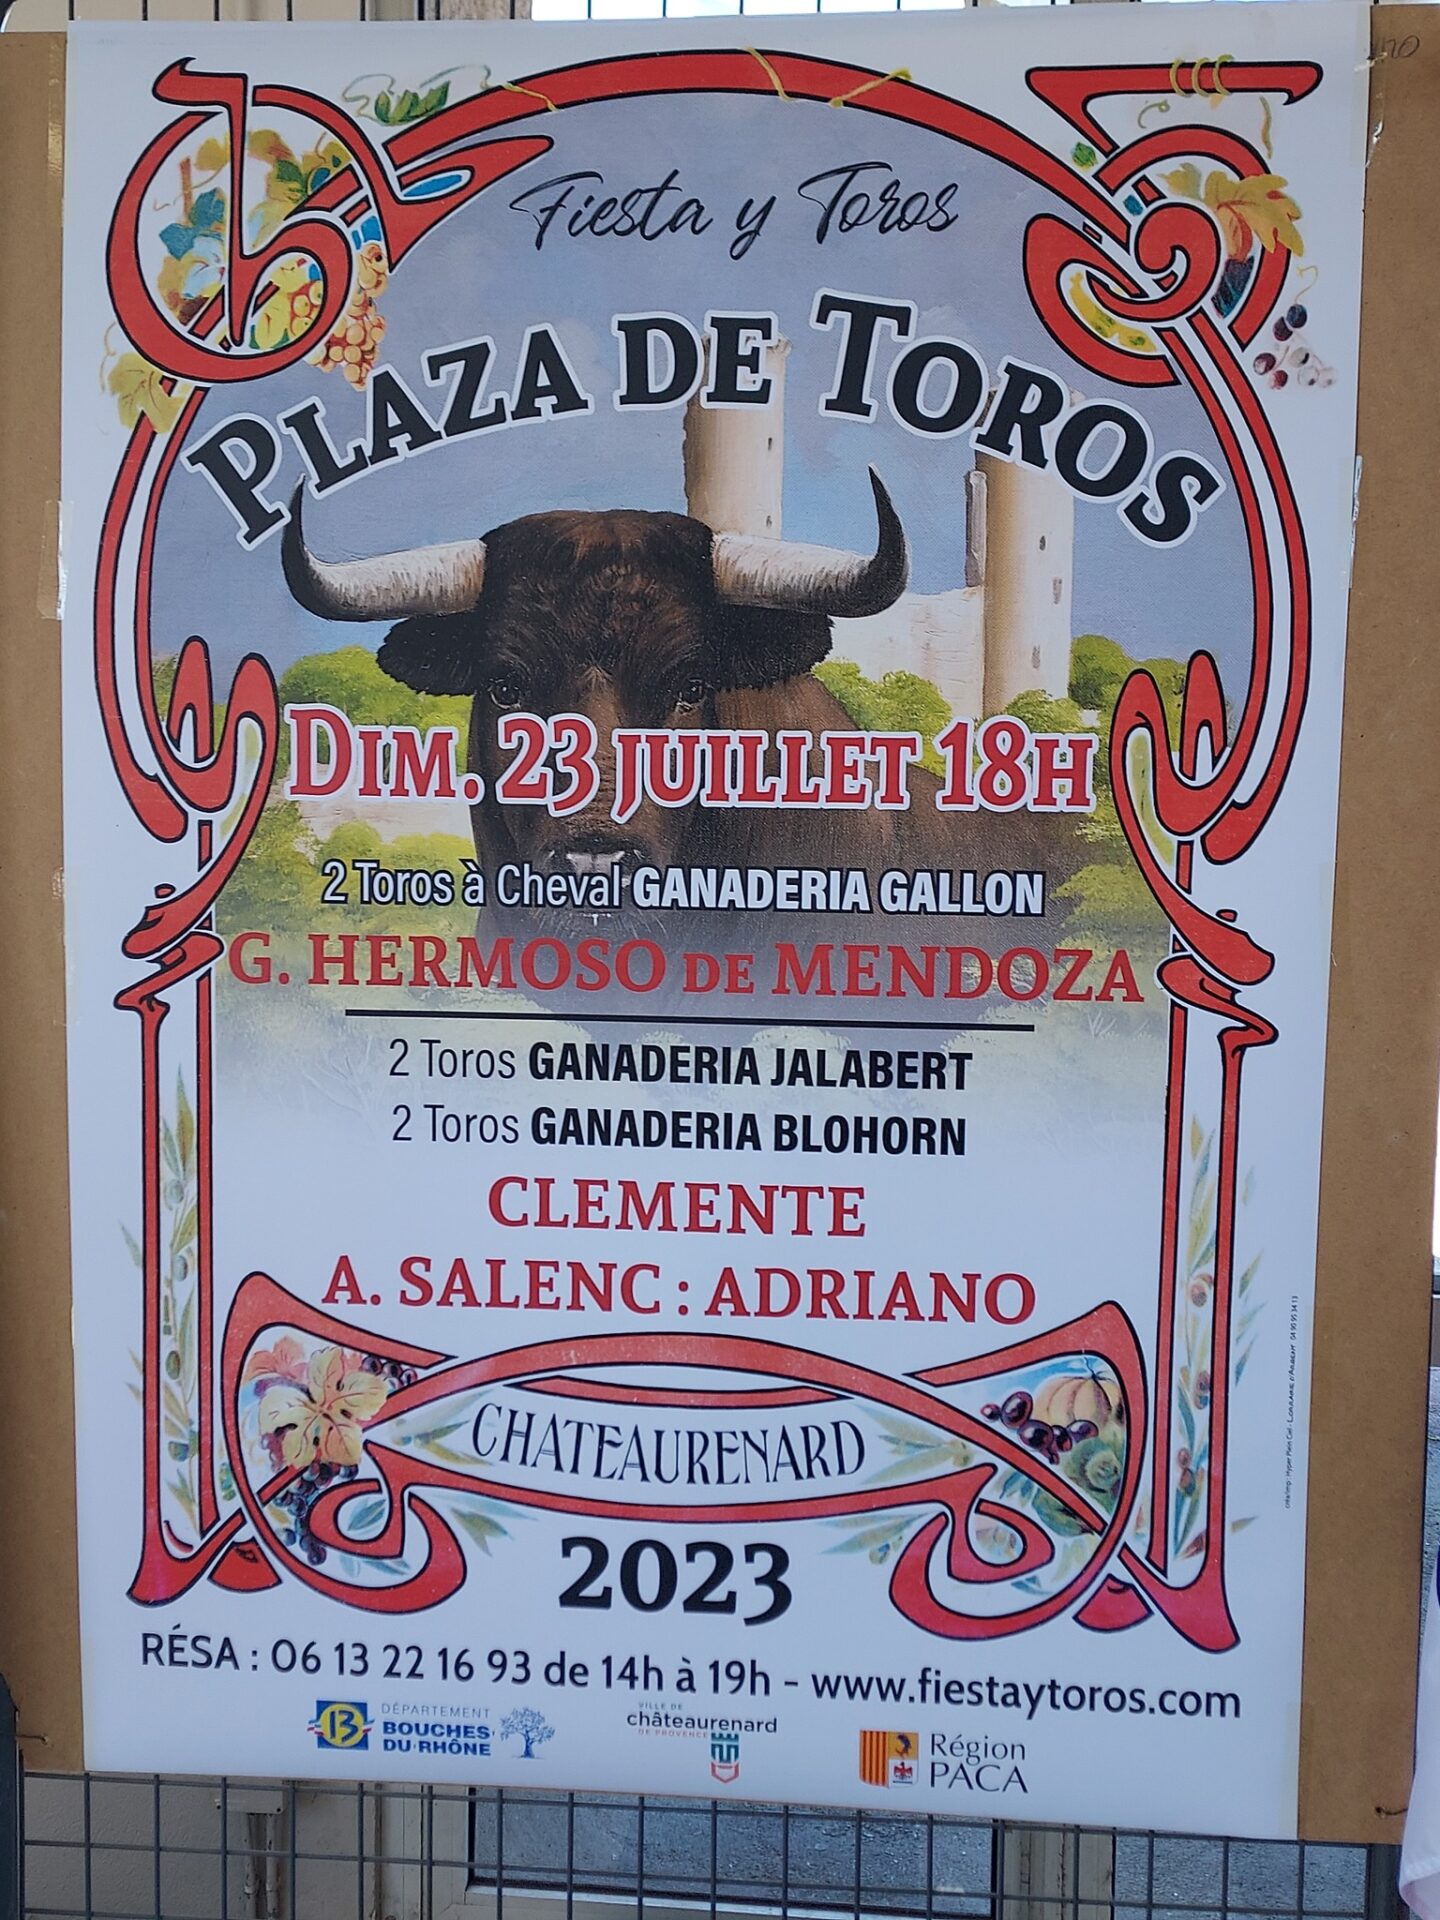 Fiesta y Toros
PLAZA DE TOROS
DIM. 23 JUILLET 18H
2 Toros à Cheval GANADERIA GALLON
G. HERMOSO DE MENDOZA
2 Toros GANADERIA JALABERT
2 Toros GANADERIA BLOHORN
CLEMENTE
A. SALENC : ADRIANO
CHATEAURENARD
2023
RÉSA : 06 13 22 16 93 de 14h à 19h - www.fiestaytoros.com
13
DÉPARTEMENT
BOUCHES
DU RHÔNE
VILLE DE
châteaurenard
DE PROVENCE
Région
PACA